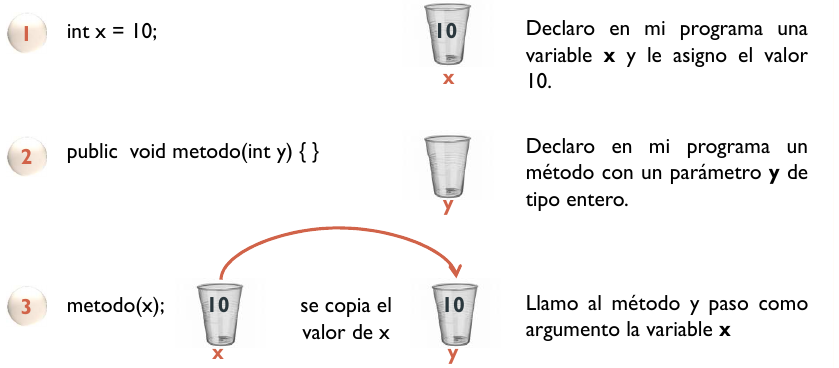 1
int x = 10;
10
x
Declaro en mi programa una
variable x y le asigno el valor
10.
2
public void metodo(int y) { }
y
Declaro en mi programa un
método con un parámetro y de
tipo entero.
3
metodo(x);
10
x
se copia el
valor de x
10
y
Llamo al método y paso como
argumento la variable x